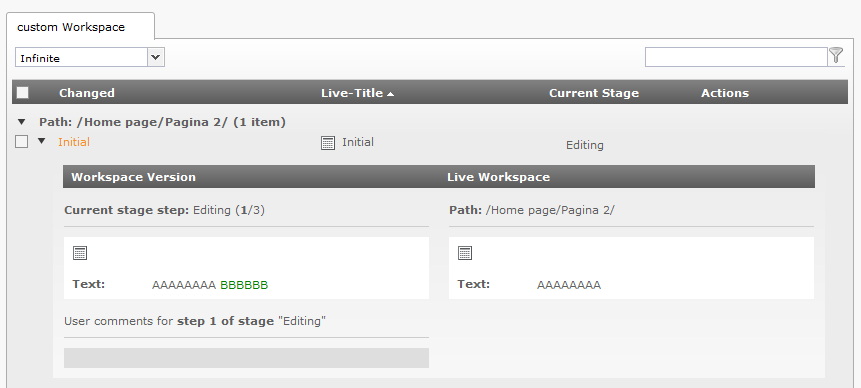 custom Workspace
Infinite
Changed Live-Title Current Stage Actions
Path: /Home page/Pagina 2/ (1 item)
Initial Initial Editing
Workspace Version Live Workspace
Current stage step: Editing (1/3) Path: /Home page/Pagina 2/
Text: AAAAAAAA BBBBBB Text: AAAAAAAA
User comments for step 1 of stage "Editing"